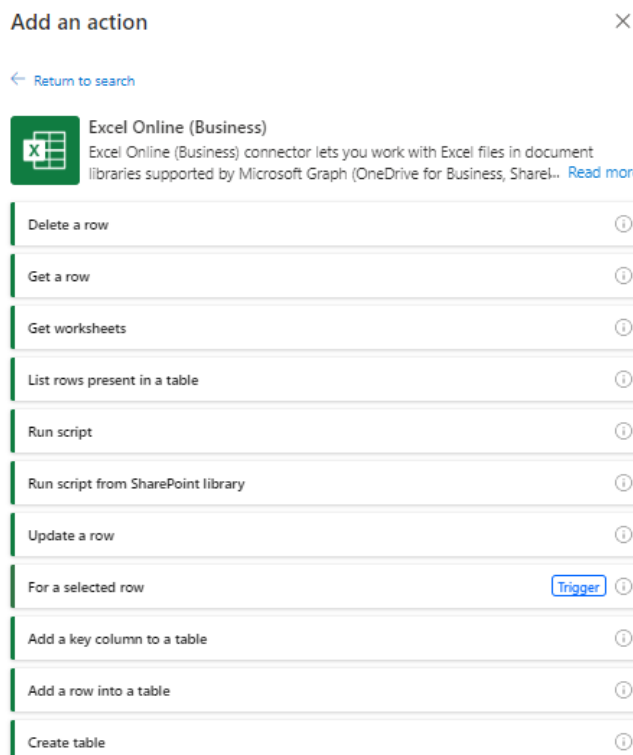 Add an action
Return to search
Excel Online (Business)
Excel Online (Business) connector lets you work with Excel files in document
libraries supported by Microsoft Graph (OneDrive for Business, Share... Read more
Delete a row
Get a row
Get worksheets
List rows present in a table
Run script
Run script from SharePoint library
Update a row
For a selected row Trigger
Add a key column to a table
Add a row into a table
Create table